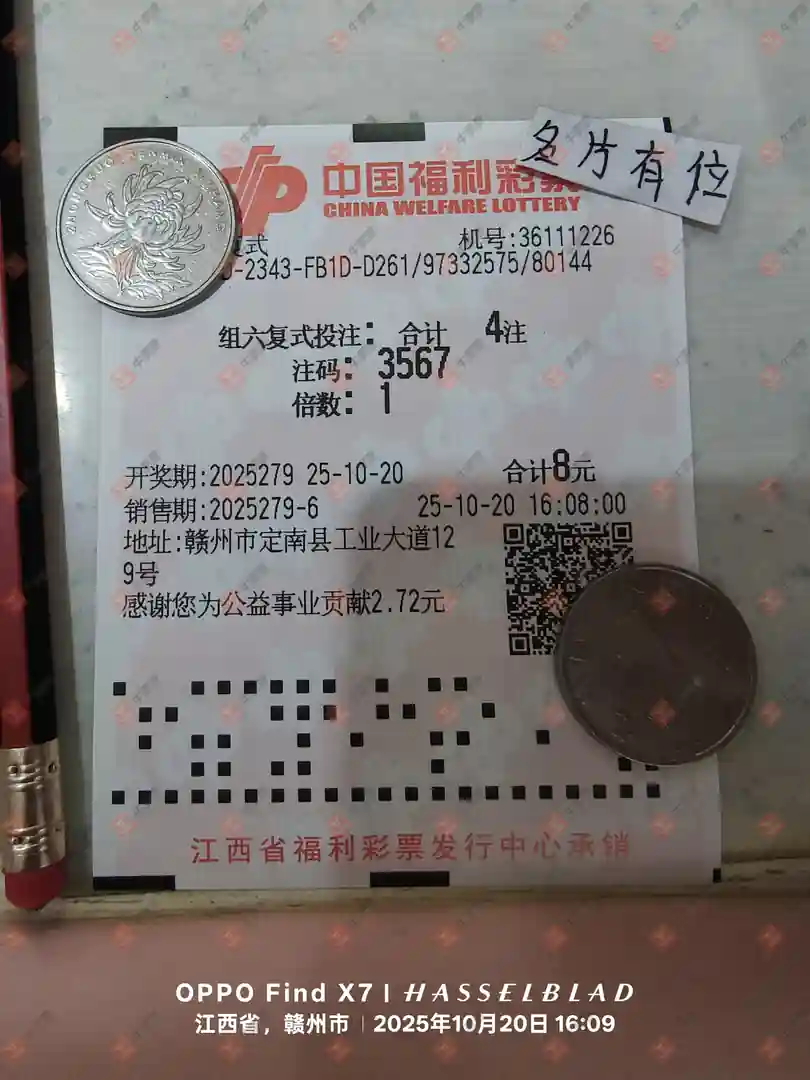 中国福利彩票
CHINA WELFARE LOTTERY
名片有位
复式
机号:36111226
-2343-FB1D-D261/97332575/80144
组六复式投注: 合计 4注
注码: 3567
倍数: 1
开奖期:2025279 25-10-20 合计8元
销售期:2025279-6 25-10-20 16:08:00
地址:赣州市定南县工业大道12
9号
感谢您为公益事业贡献2.72元
江西省福利彩票发行中心承销
OPPO Find X7 | HASSELBLAD
江西省，赣州市 | 2025年10月20日 16:09